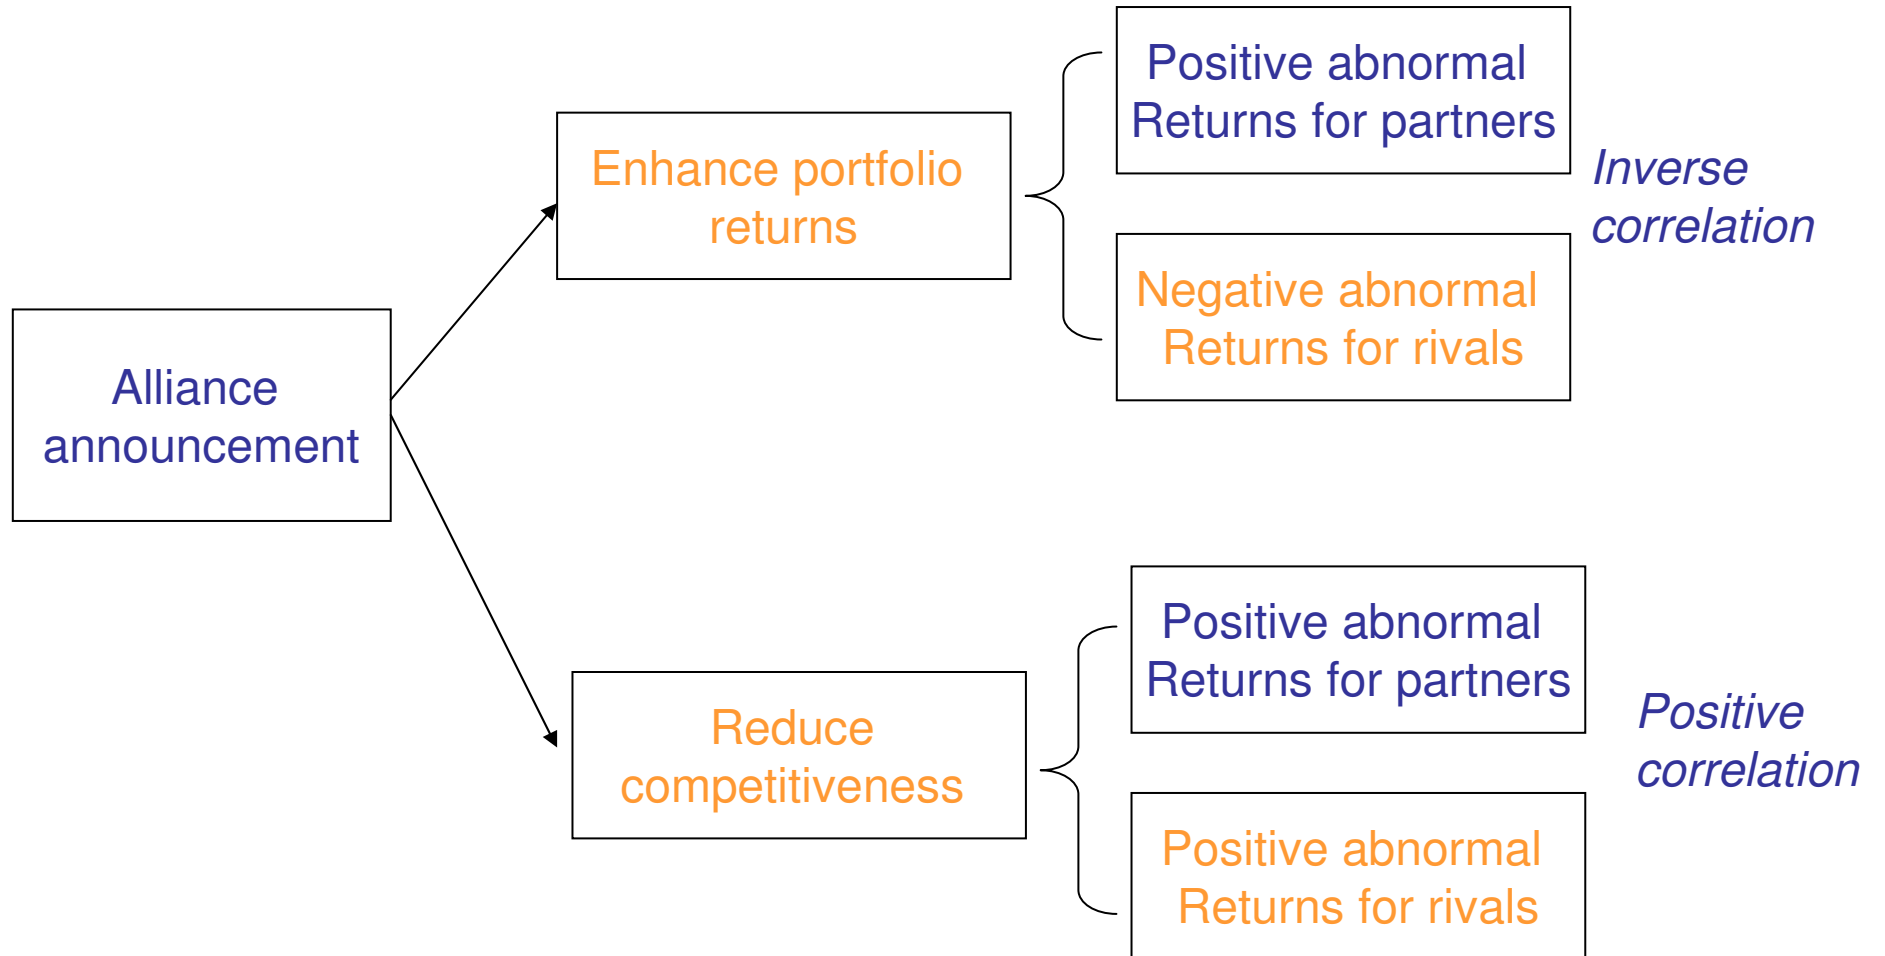 Alliance
announcement
Enhance portfolio
returns
Positive abnormal
Returns for partners
Negative abnormal
Returns for rivals
Inverse
correlation
Reduce
competitiveness
Positive abnormal
Returns for partners
Positive abnormal
Returns for rivals
Positive
correlation